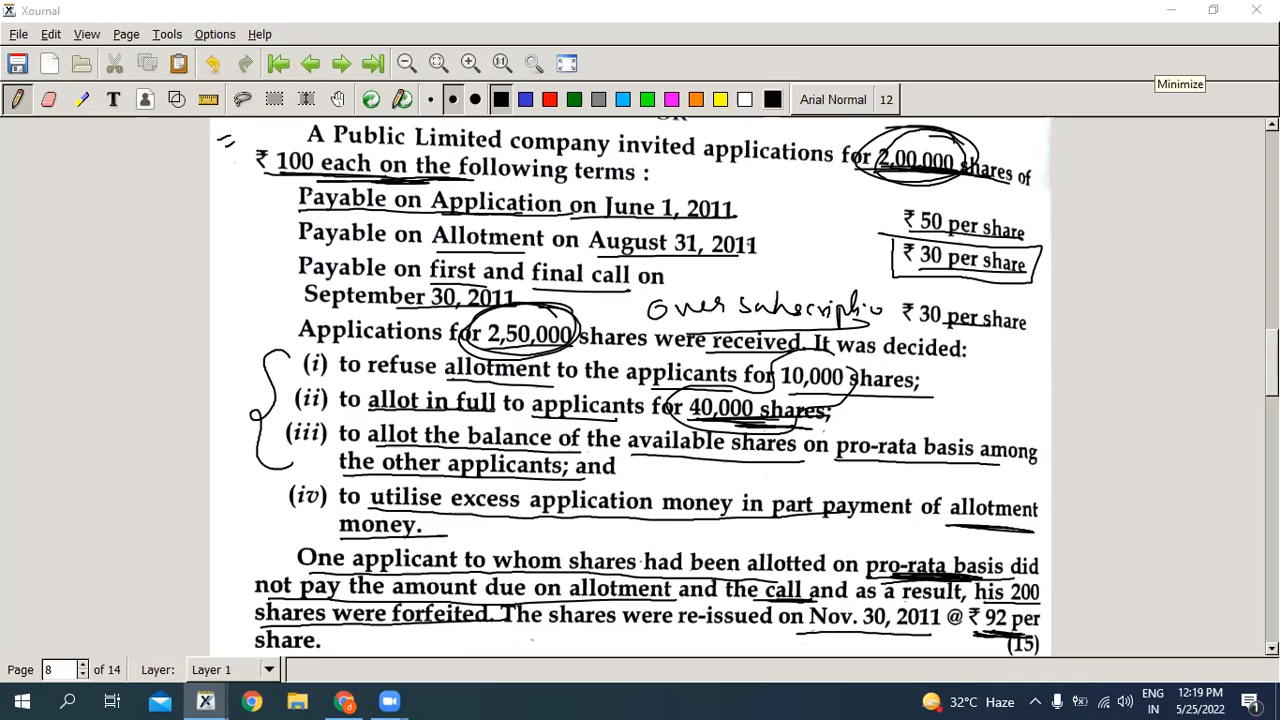 Xournal
File Edit View Page Tools Options Help
Minimize
Arial Normal 12
OR
A Public Limited company invited applications for 2,00,000 shares of
₹ 100 each on the following terms :
Payable on Application on June 1, 2011 ₹ 50 per share
Payable on Allotment on August 31, 2011 ₹ 30 per share
Payable on first and final call on
September 30, 2011 ₹ 30 per share
Over subscriptio
Applications for 2,50,000 shares were received. It was decided:
(i) to refuse allotment to the applicants for 10,000 shares;
(ii) to allot in full to applicants for 40,000 shares;
(iii) to allot the balance of the available shares on pro-rata basis among
the other applicants; and
(iv) to utilise excess application money in part payment of allotment
money.
One applicant to whom shares had been allotted on pro-rata basis did
not pay the amount due on allotment and the call and as a result, his 200
shares were forfeited. The shares were re-issued on Nov. 30, 2011 @ ₹ 92 per
share. (15)
Page 8 of 14 Layer: Layer 1
32°C Haze ENG IN 12:19 PM 5/25/2022